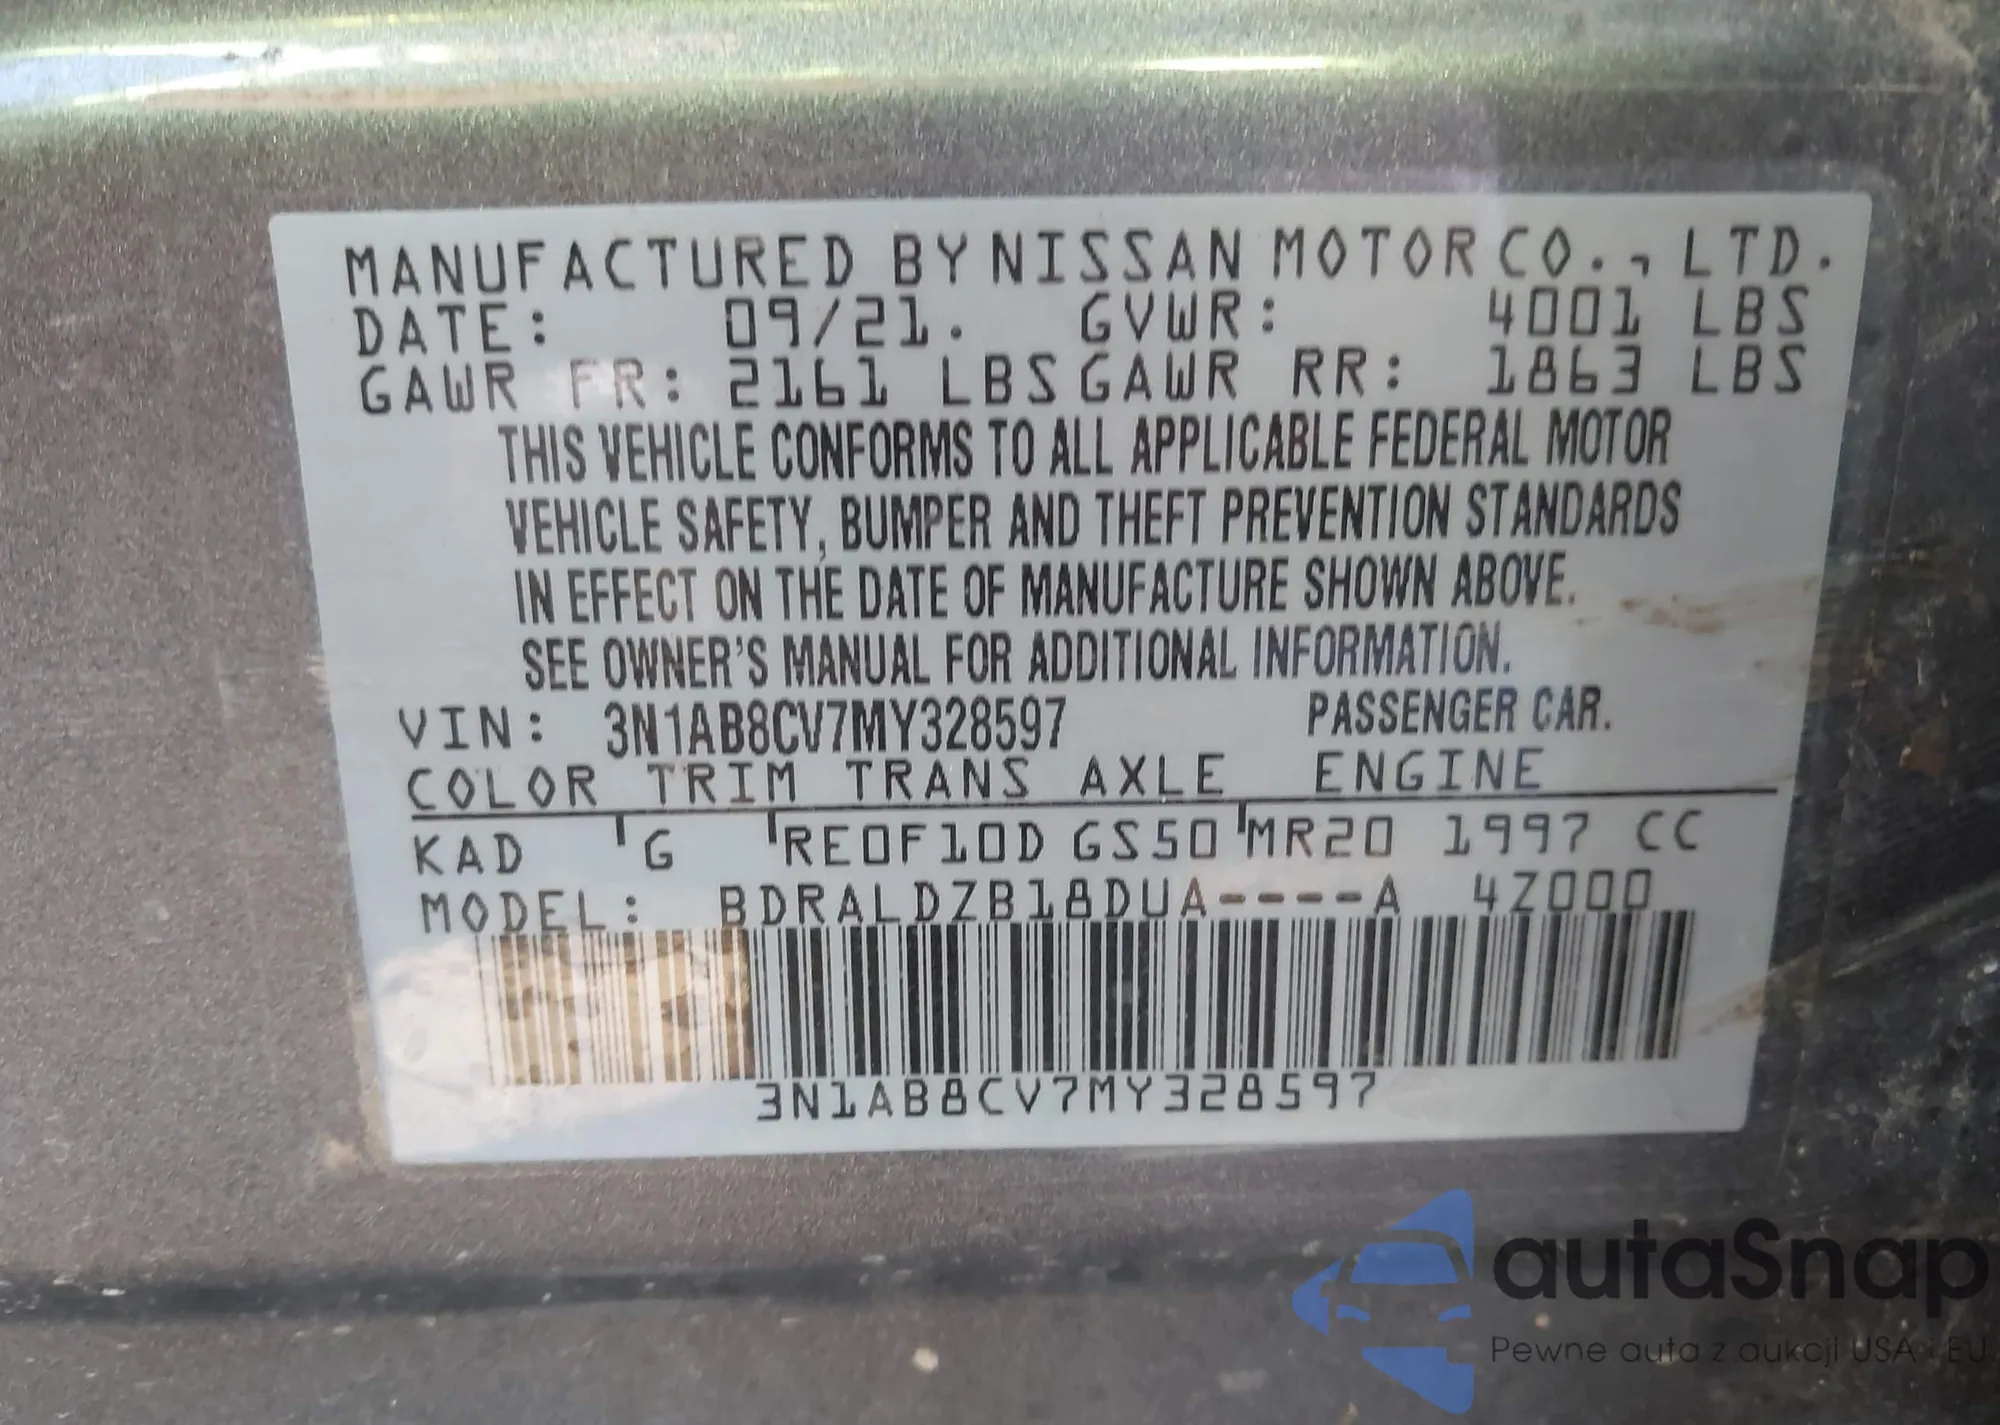 MANUFACTURED BY NISSAN MOTOR CO., LTD.
DATE: 09/21. GVWR: 4001 LBS
GAWR FR: 2161 LBS GAWR RR: 1863 LBS
THIS VEHICLE CONFORMS TO ALL APPLICABLE FEDERAL MOTOR
VEHICLE SAFETY, BUMPER AND THEFT PREVENTION STANDARDS
IN EFFECT ON THE DATE OF MANUFACTURE SHOWN ABOVE.
SEE OWNER'S MANUAL FOR ADDITIONAL INFORMATION.
VIN: 3N1AB8CV7MY328597 PASSENGER CAR.
COLOR TRIM TRANS AXLE ENGINE
KAD G RE0F10D GS50 MR20 1997 CC
MODEL: BDRALDZB18DUA----A 4Z000
3N1AB8CV7MY328597
autaSnap
Pewne auta z aukcji USA i EU